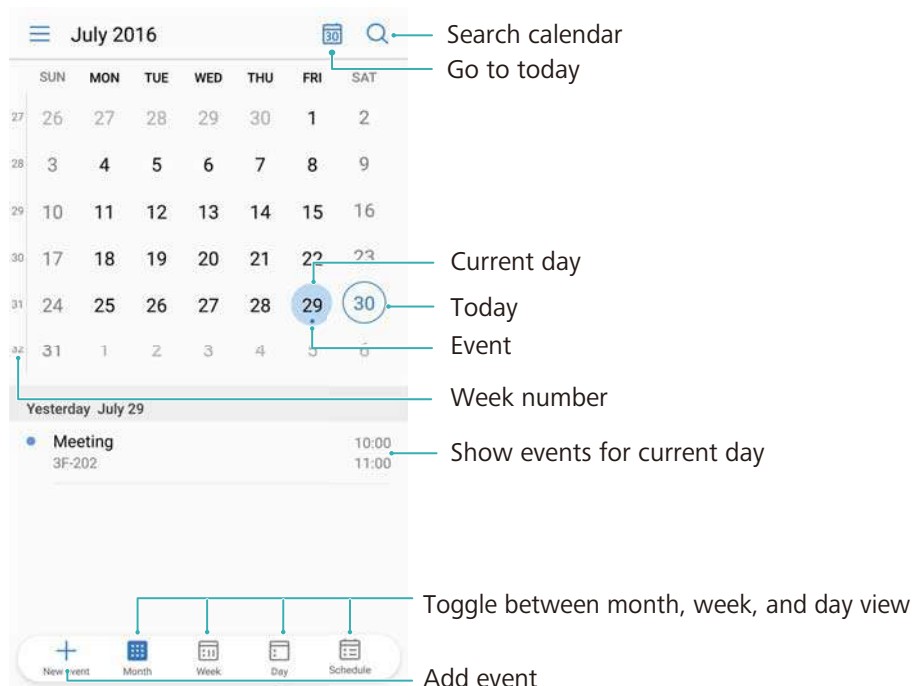 July 2016 30 Search calendar
Go to today
SUN MON TUE WED THU FRI SAT
27 26 27 28 29 30 1 2
28 3 4 5 6 7 8 9
29 10 11 12 13 14 15 16
30 17 18 19 20 21 22 23
Current day
31 24 25 26 27 28 29 30 Today
Event
32 31 1 2 3 4 5 6
Week number
Yesterday July 29
Meeting 10:00
3F-202 11:00
Show events for current day
Toggle between month, week, and day view
New event Month Week Day Schedule
Add event